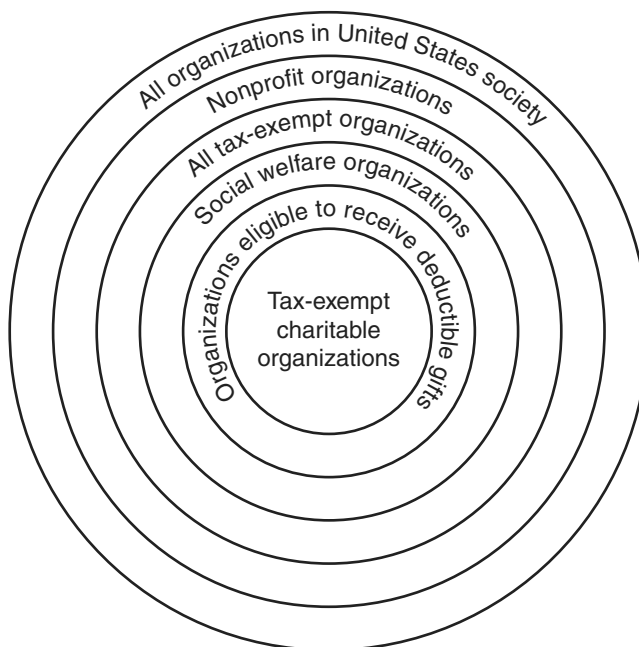 All organizations in United States society
Nonprofit organizations
All tax-exempt organizations
Social welfare organizations
Organizations eligible to receive deductible gifts
Tax-exempt
charitable
organizations